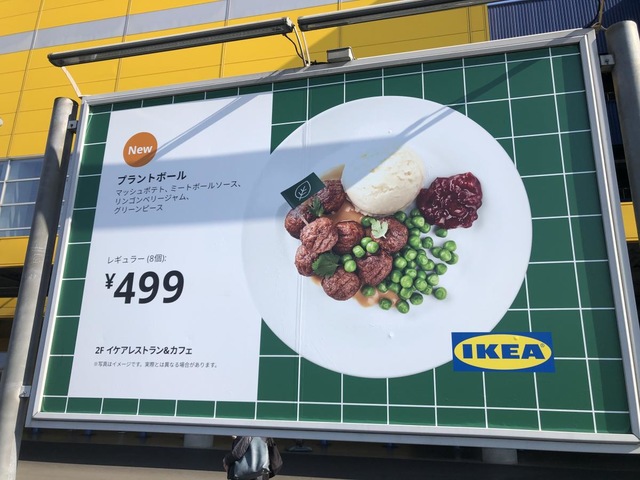 New
プラントボール
マッシュポテト、ミートボールソース、
リンゴンベリージャム、
グリーンピース
レギュラー (8個):
¥499
2F イケアレストラン&カフェ
※写真はイメージです。実際とは異なる場合があります。
IKEA